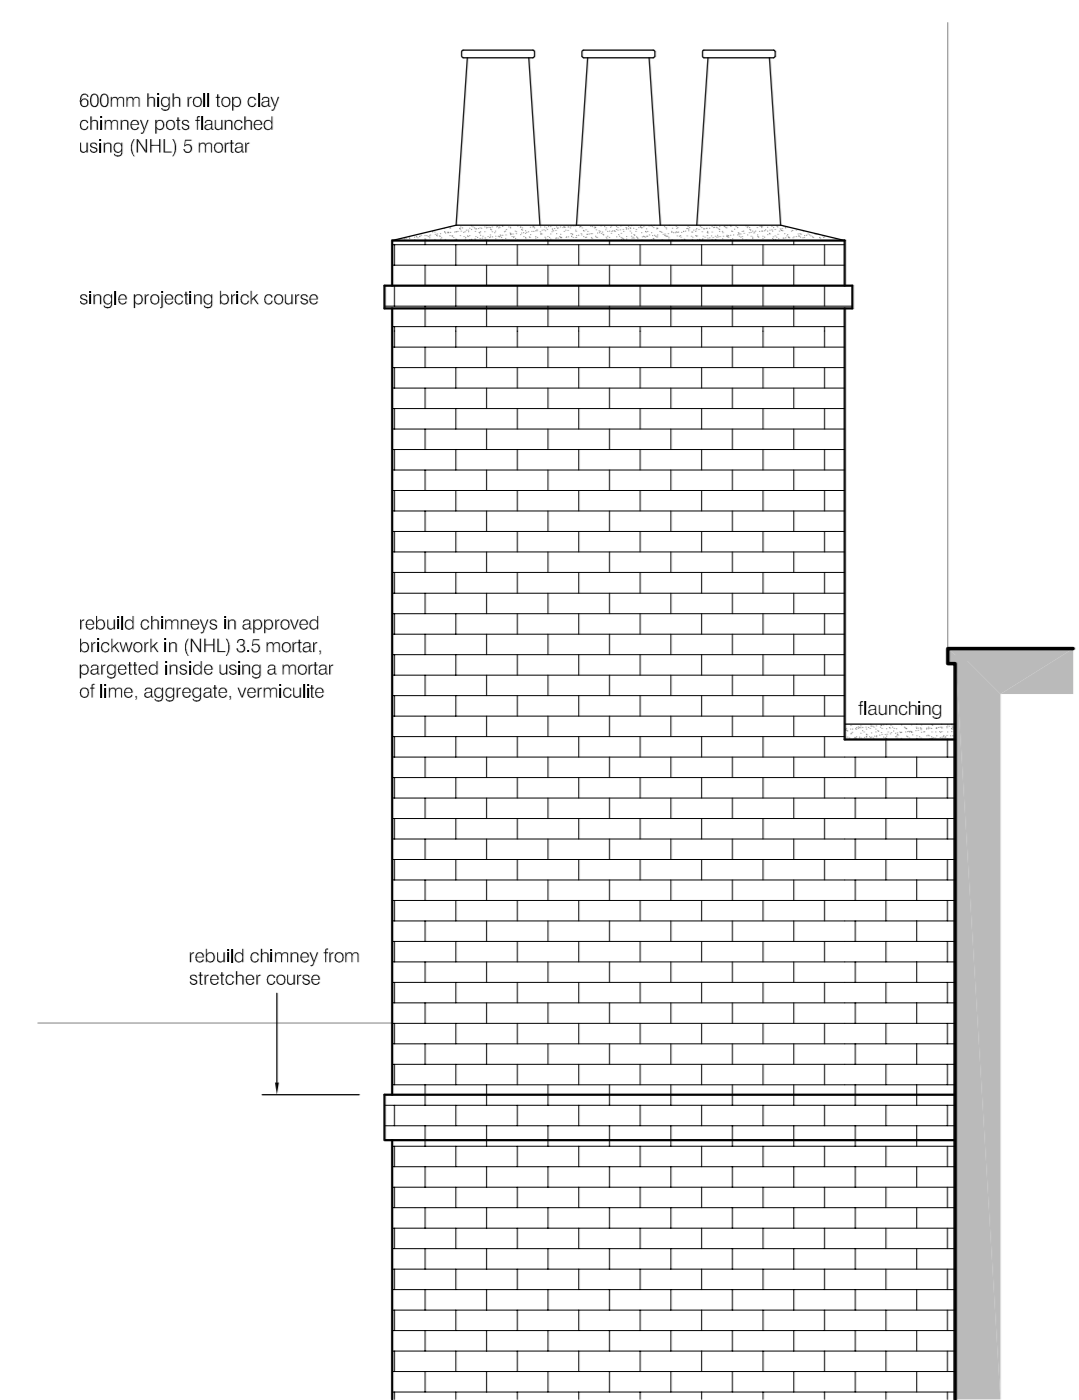 600mm high roll top clay
chimney pots flaunched
using (NHL) 5 mortar
single projecting brick course
rebuild chimneys in approved
brickwork in (NHL) 3.5 mortar,
pargetted inside using a mortar
of lime, aggregate, vermiculite
flaunching
rebuild chimney from
stretcher course